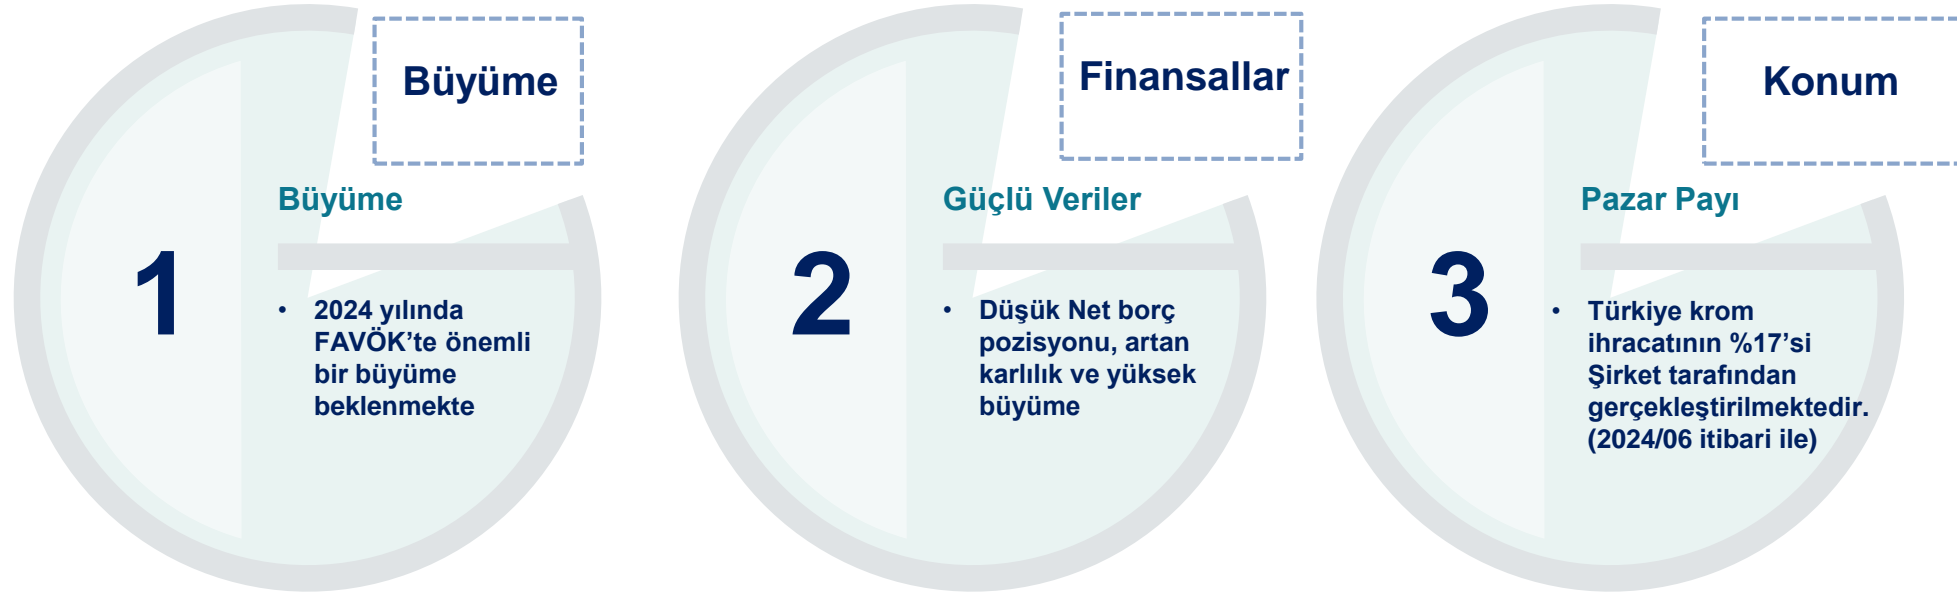 Büyüme
Büyüme
1
• 2024 yılında
FAVÖK’te önemli
bir büyüme
beklenmekte
Finansallar
Güçlü Veriler
2
• Düşük Net borç
pozisyonu, artan
karlılık ve yüksek
büyüme
Konum
Pazar Payı
3
• Türkiye krom
ihracatının %17’si
Şirket tarafından
gerçekleştirilmektedir.
(2024/06 itibari ile)